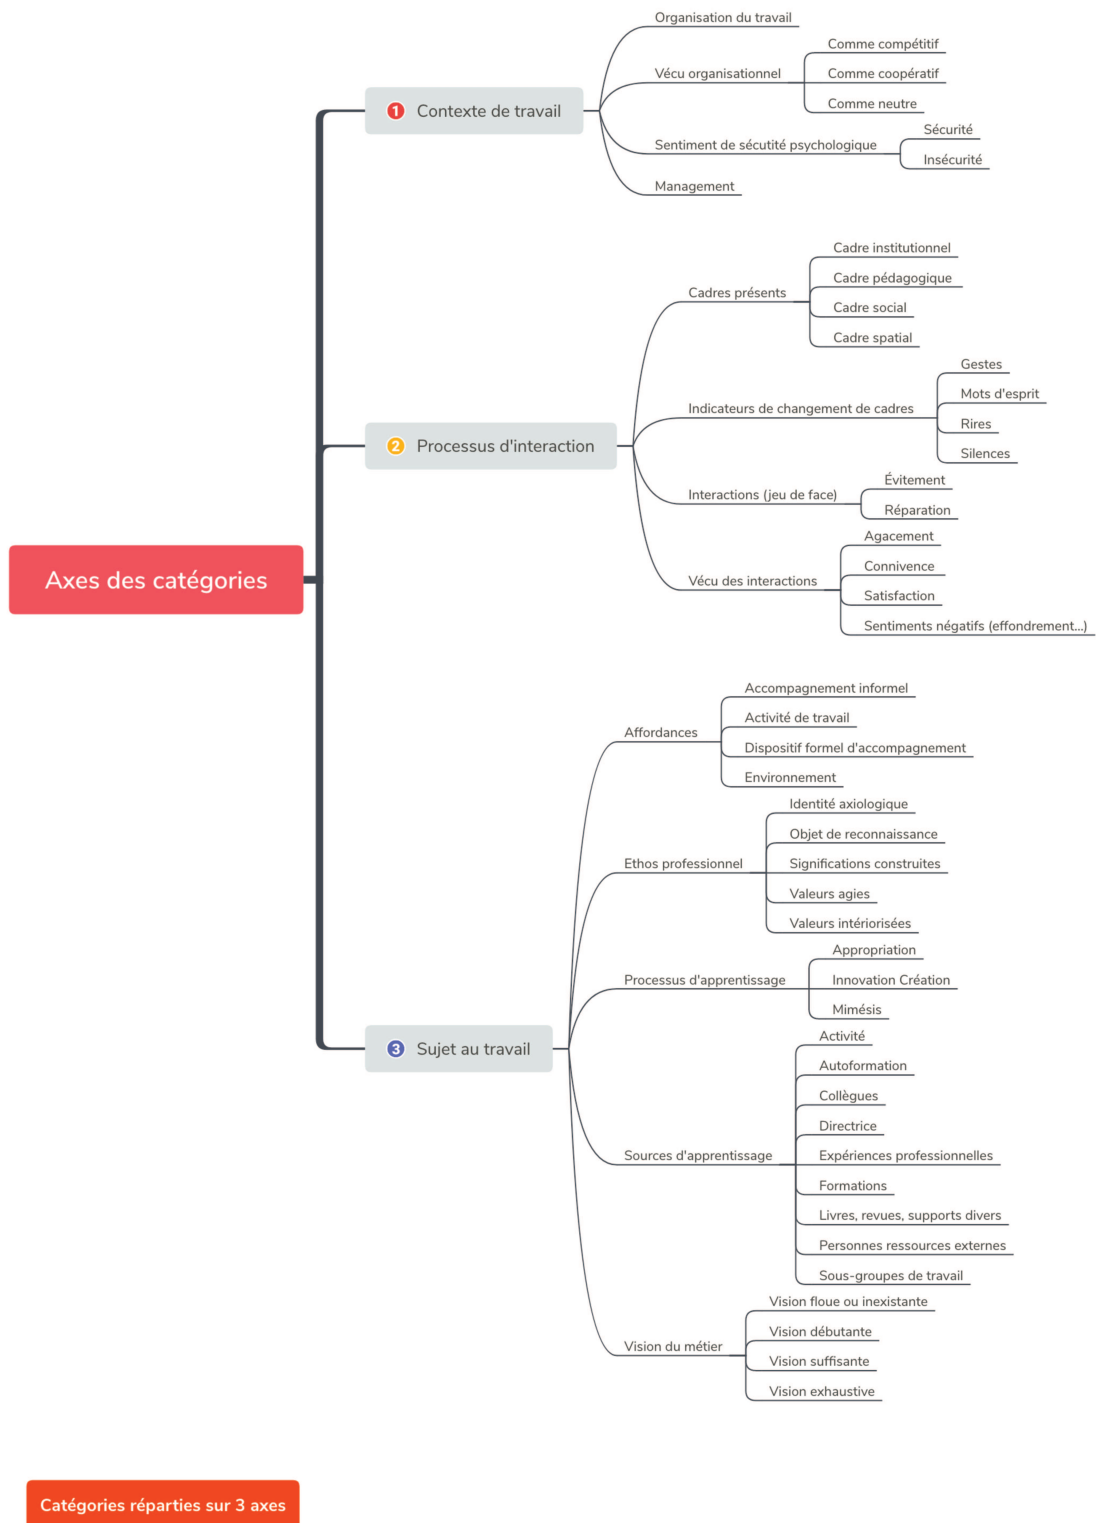 Axes des catégories
1 Contexte de travail
Organisation du travail
Vécu organisationnel
Comme compétitif
Comme coopératif
Comme neutre
Sentiment de sécutité psychologique
Sécurité
Insécurité
Management
2 Processus d'interaction
Cadres présents
Cadre institutionnel
Cadre pédagogique
Cadre social
Cadre spatial
Indicateurs de changement de cadres
Gestes
Mots d'esprit
Rires
Silences
Interactions (jeu de face)
Évitement
Réparation
Vécu des interactions
Agacement
Connivence
Satisfaction
Sentiments négatifs (effondrement...)
3 Sujet au travail
Affordances
Accompagnement informel
Activité de travail
Dispositif formel d'accompagnement
Environnement
Ethos professionnel
Identité axiologique
Objet de reconnaissance
Significations construites
Valeurs agies
Valeurs intériorisées
Processus d'apprentissage
Appropriation
Innovation Création
Mimésis
Sources d'apprentissage
Activité
Autoformation
Collègues
Directrice
Expériences professionnelles
Formations
Livres, revues, supports divers
Personnes ressources externes
Sous-groupes de travail
Vision du métier
Vision floue ou inexistante
Vision débutante
Vision suffisante
Vision exhaustive
Catégories réparties sur 3 axes